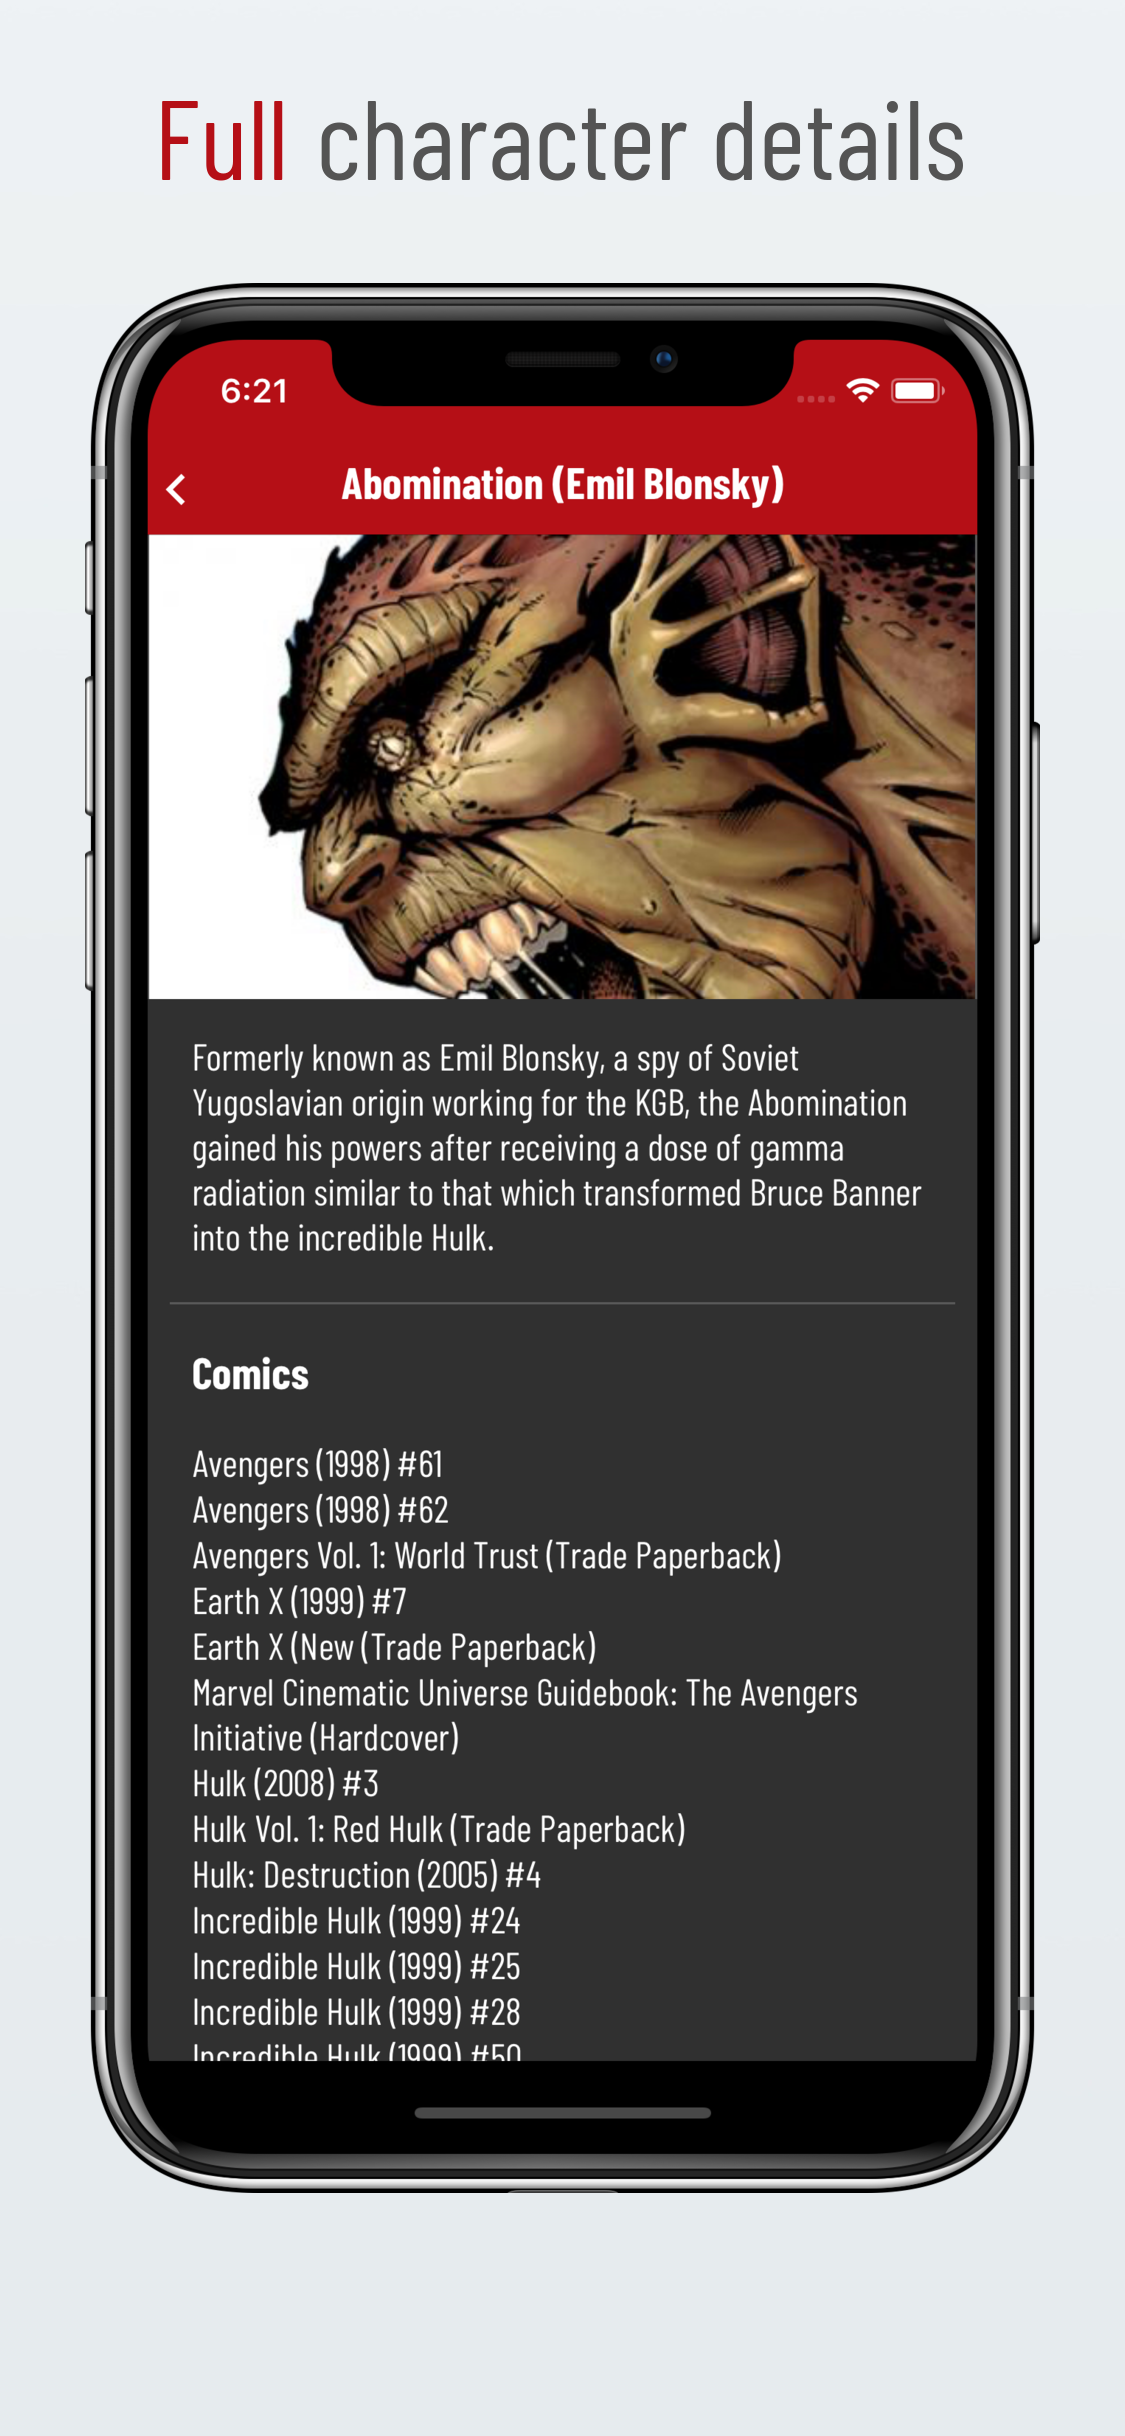 Full character details
6:21
Abomination (Emil Blonsky)
Formerly known as Emil Blonsky, a spy of Soviet
Yugoslavian origin working for the KGB, the Abomination
gained his powers after receiving a dose of gamma
radiation similar to that which transformed Bruce Banner
into the incredible Hulk.
Comics
Avengers (1998) #61
Avengers (1998) #62
Avengers Vol. 1: World Trust (Trade Paperback)
Earth X (1999) #7
Earth X (New (Trade Paperback)
Marvel Cinematic Universe Guidebook: The Avengers
Initiative (Hardcover)
Hulk (2008) #3
Hulk Vol. 1: Red Hulk (Trade Paperback)
Hulk: Destruction (2005) #4
Incredible Hulk (1999) #24
Incredible Hulk (1999) #25
Incredible Hulk (1999) #28
Incredible Hulk (1999) #50